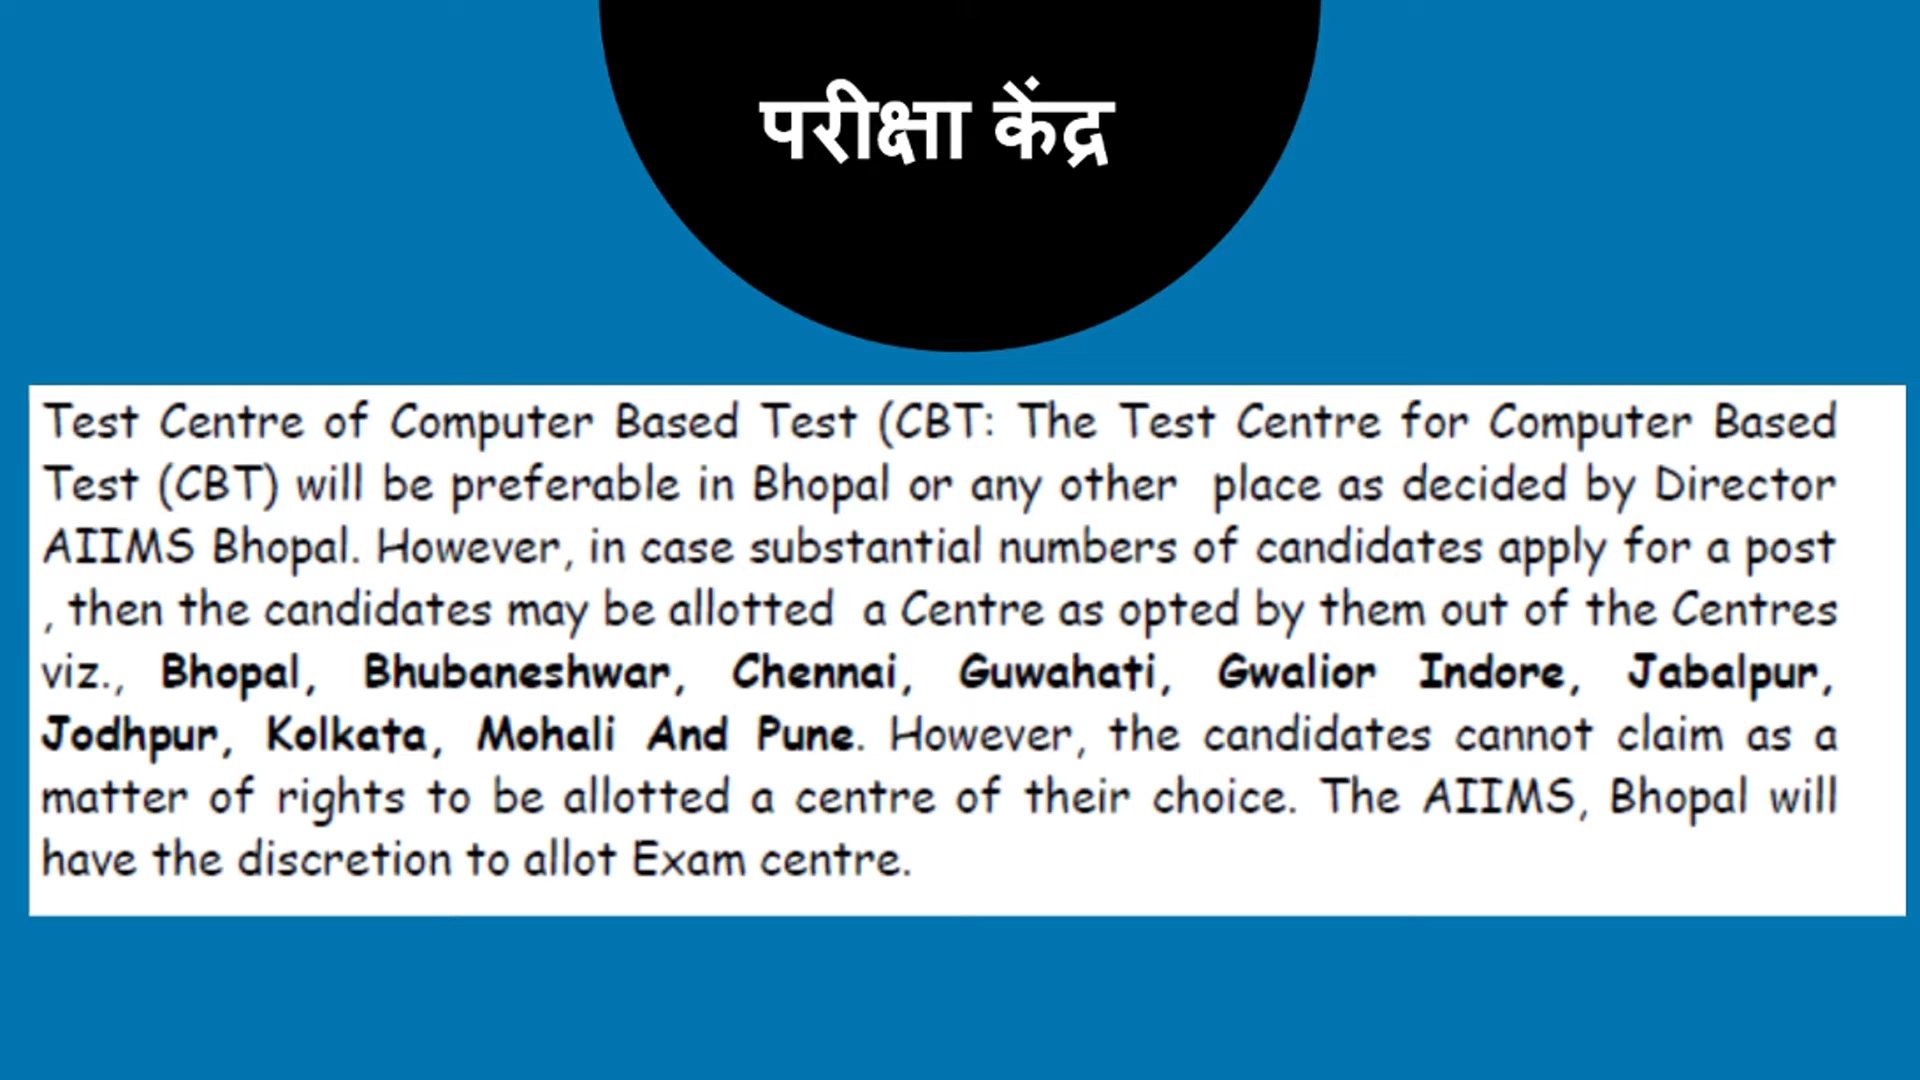 परीक्षा केंद्र
Test Centre of Computer Based Test (CBT: The Test Centre for Computer Based
Test (CBT) will be preferable in Bhopal or any other place as decided by Director
AIIMS Bhopal. However, in case substantial numbers of candidates apply for a post
, then the candidates may be allotted a Centre as opted by them out of the Centres
viz., Bhopal, Bhubaneshwar, Chennai, Guwahati, Gwalior Indore, Jabalpur,
Jodhpur, Kolkata, Mohali And Pune. However, the candidates cannot claim as a
matter of rights to be allotted a centre of their choice. The AIIMS, Bhopal will
have the discretion to allot Exam centre.